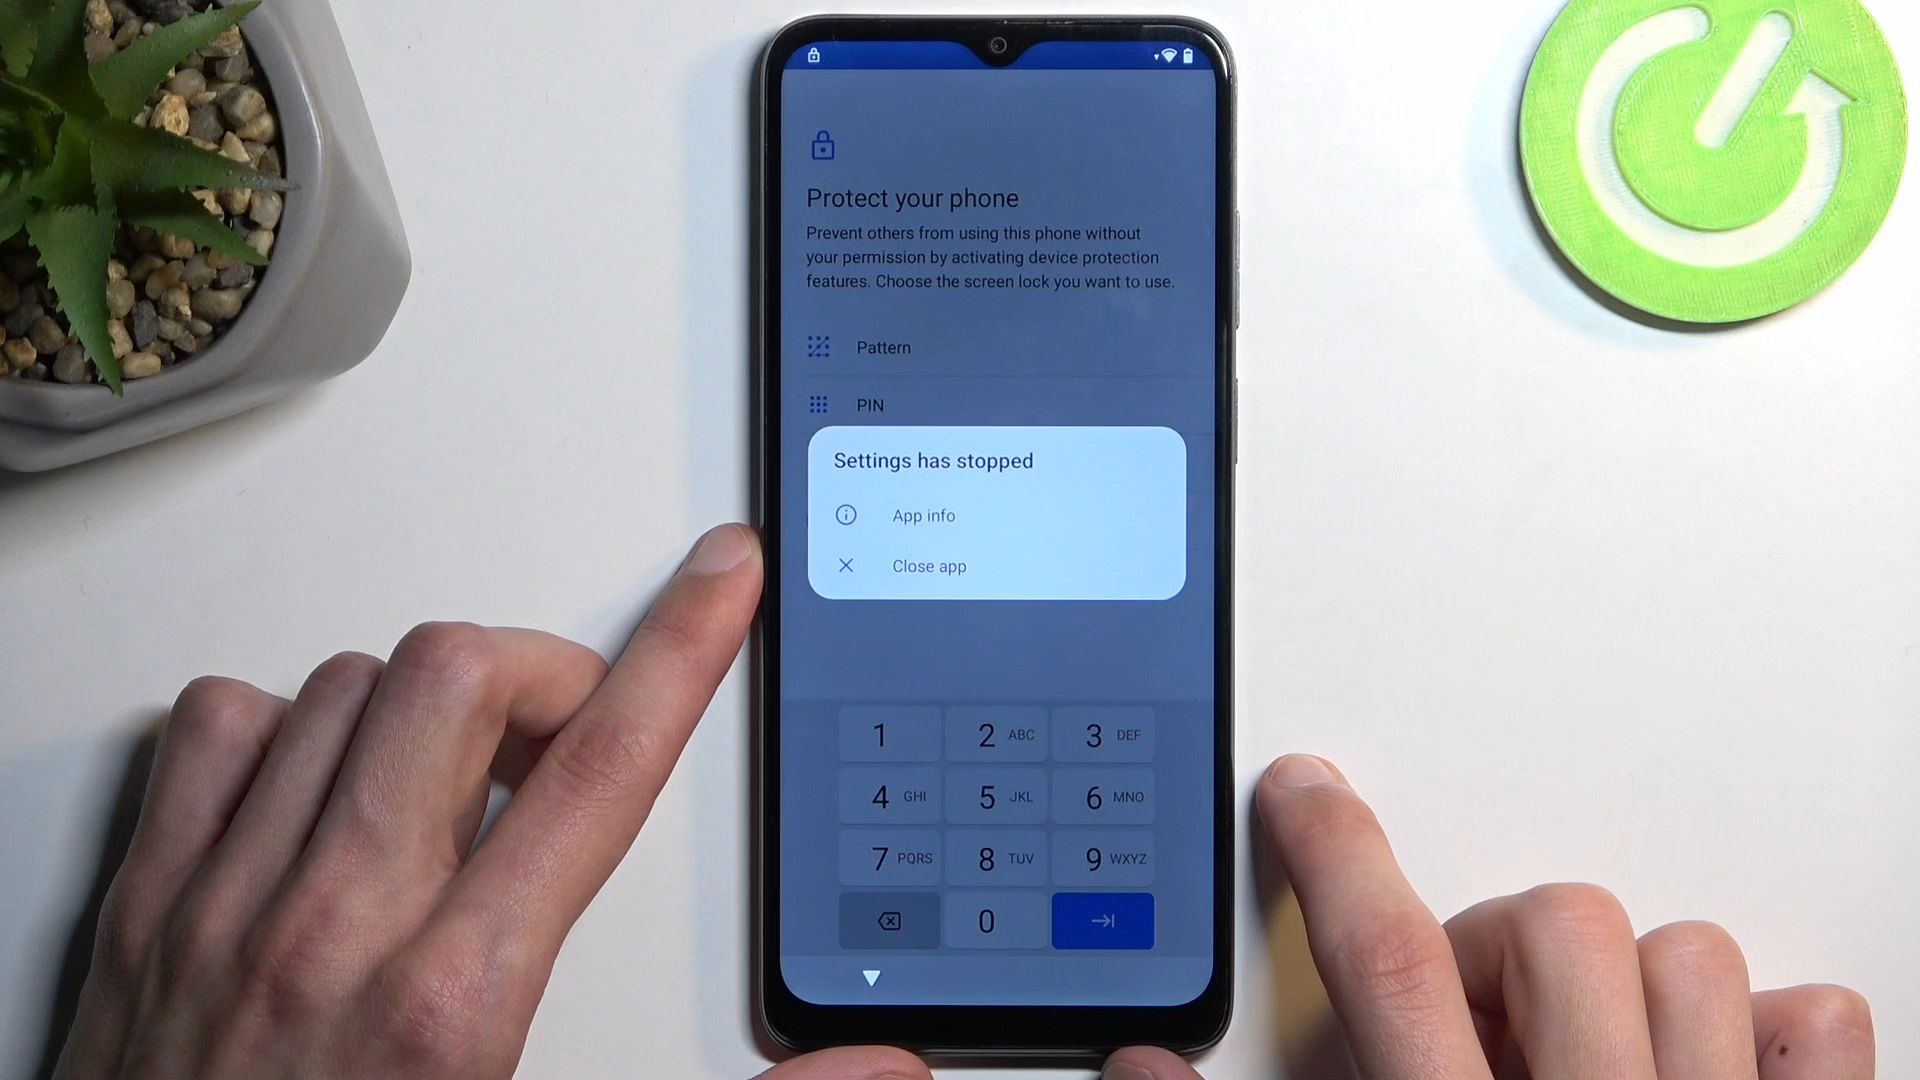 Protect your phone
Prevent others from using this phone without
your permission by activating device protection
features. Choose the screen lock you want to use.
Pattern
PIN
Settings has stopped
App info
Close app
1 2 ABC 3 DEF
4 GHI 5 JKL 6 MNO
7 PQRS 8 TUV 9 WXYZ
0